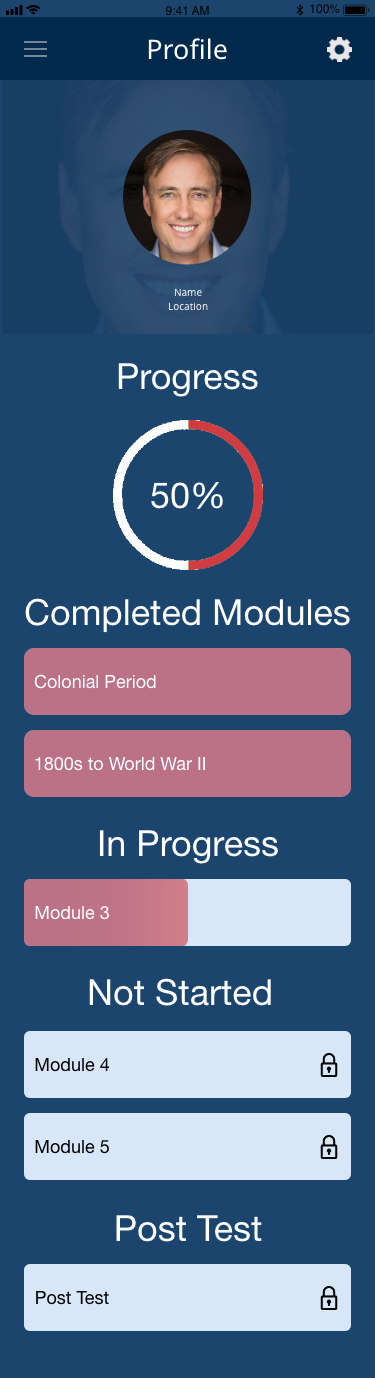 9:41 AM
100%
Profile
Name
Location
Progress
50%
Completed Modules
Colonial Period
1800s to World War II
In Progress
Module 3
Not Started
Module 4
Module 5
Post Test
Post Test